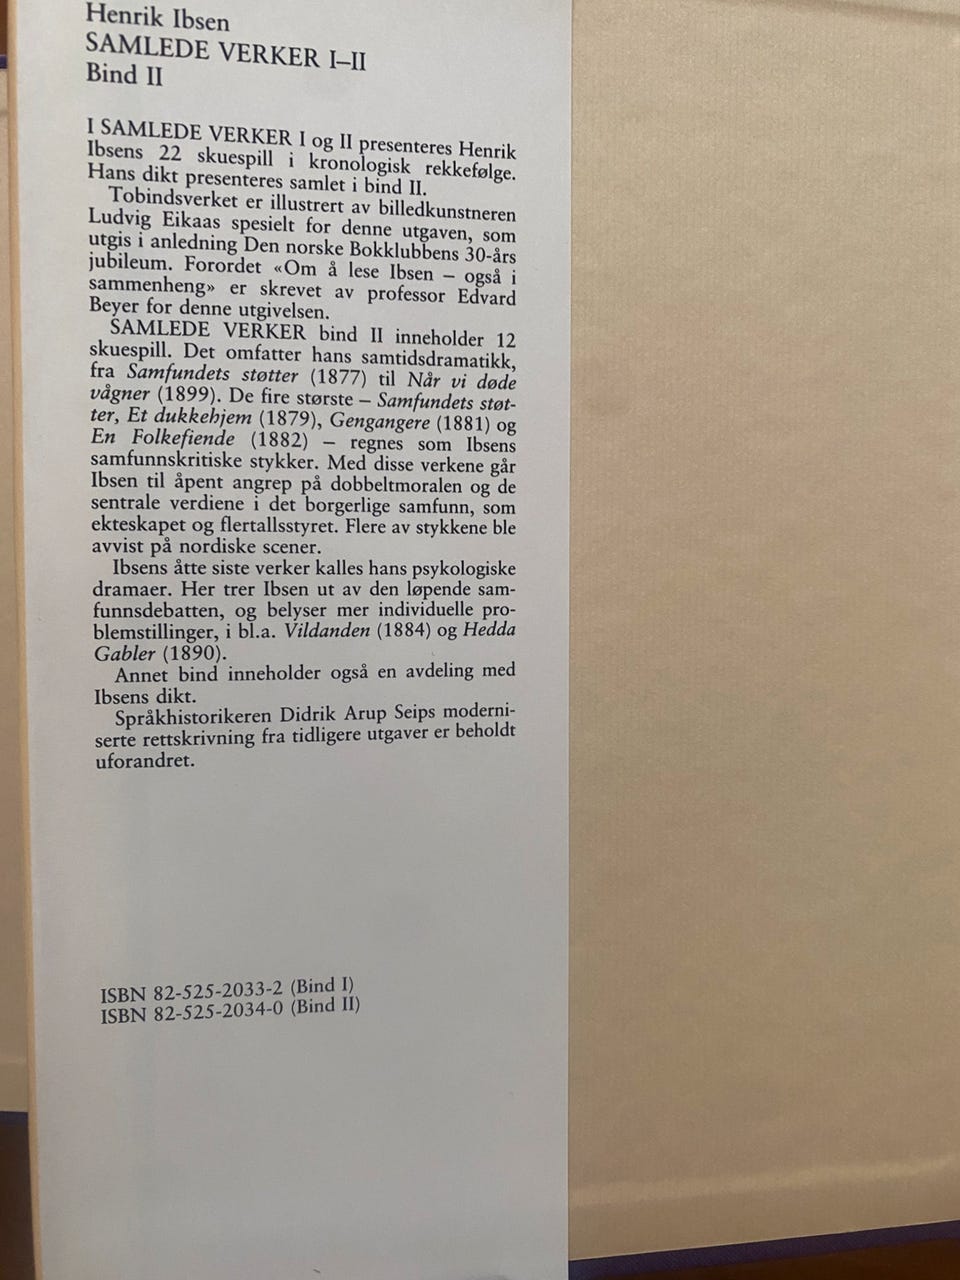 Henrik Ibsen
SAMLEDE VERKER I–II
Bind II
I SAMLEDE VERKER I og II presenteres Henrik
Ibsens 22 skuespill i kronologisk rekkefølge.
Hans dikt presenteres samlet i bind II.
Tobindsverket er illustrert av billedkunstneren
Ludvig Eikaas spesielt for denne utgaven, som
utgis i anledning Den norske Bokklubbens 30-års
jubileum. Forordet «Om å lese Ibsen – også i
sammenheng» er skrevet av professor Edvard
Beyer for denne utgivelsen.
SAMLEDE VERKER bind II inneholder 12
skuespill. Det omfatter hans samtidsdramatikk,
fra Samfundets støtter (1877) til Når vi døde
vågner (1899). De fire største – Samfundets støt-
ter, Et dukkehjem (1879), Gengangere (1881) og
En Folkefiende (1882) – regnes som Ibsens
samfunnskritiske stykker. Med disse verkene går
Ibsen til åpent angrep på dobbeltmoralen og de
sentrale verdiene i det borgerlige samfunn, som
ekteskapet og flertallsstyret. Flere av stykkene ble
avvist på nordiske scener.
Ibsens åtte siste verker kalles hans psykologiske
dramaer. Her trer Ibsen ut av den løpende sam-
funnsdebatten, og belyser mer individuelle pro-
blemstillinger, i bl.a. Vildanden (1884) og Hedda
Gabler (1890).
Annet bind inneholder også en avdeling med
Ibsens dikt.
Språkhistorikeren Didrik Arup Seips moderni-
serte rettskrivning fra tidligere utgaver er beholdt
uforandret.
ISBN 82-525-2033-2 (Bind I)
ISBN 82-525-2034-0 (Bind II)